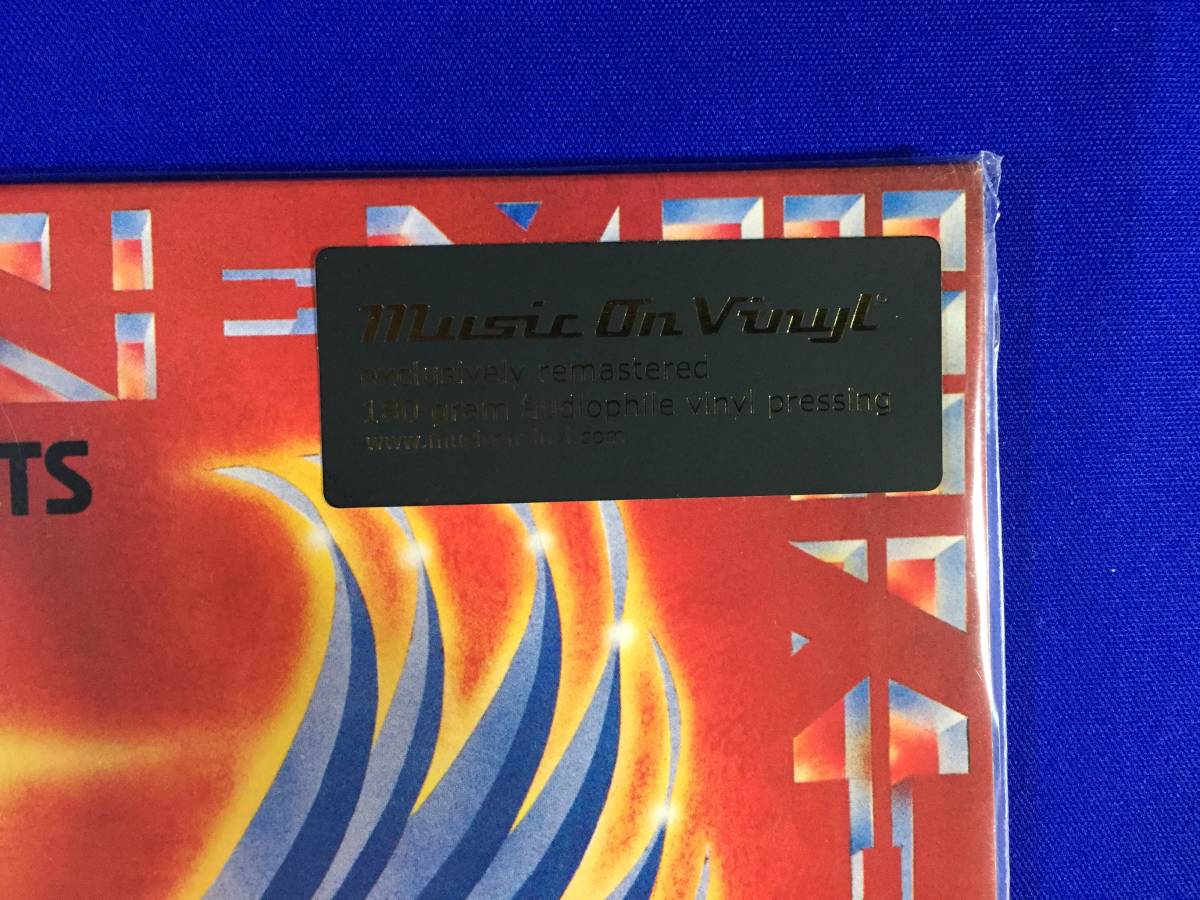 Music On Vinyl
exclusively remastered
180 gram audiophile vinyl pressing
TS